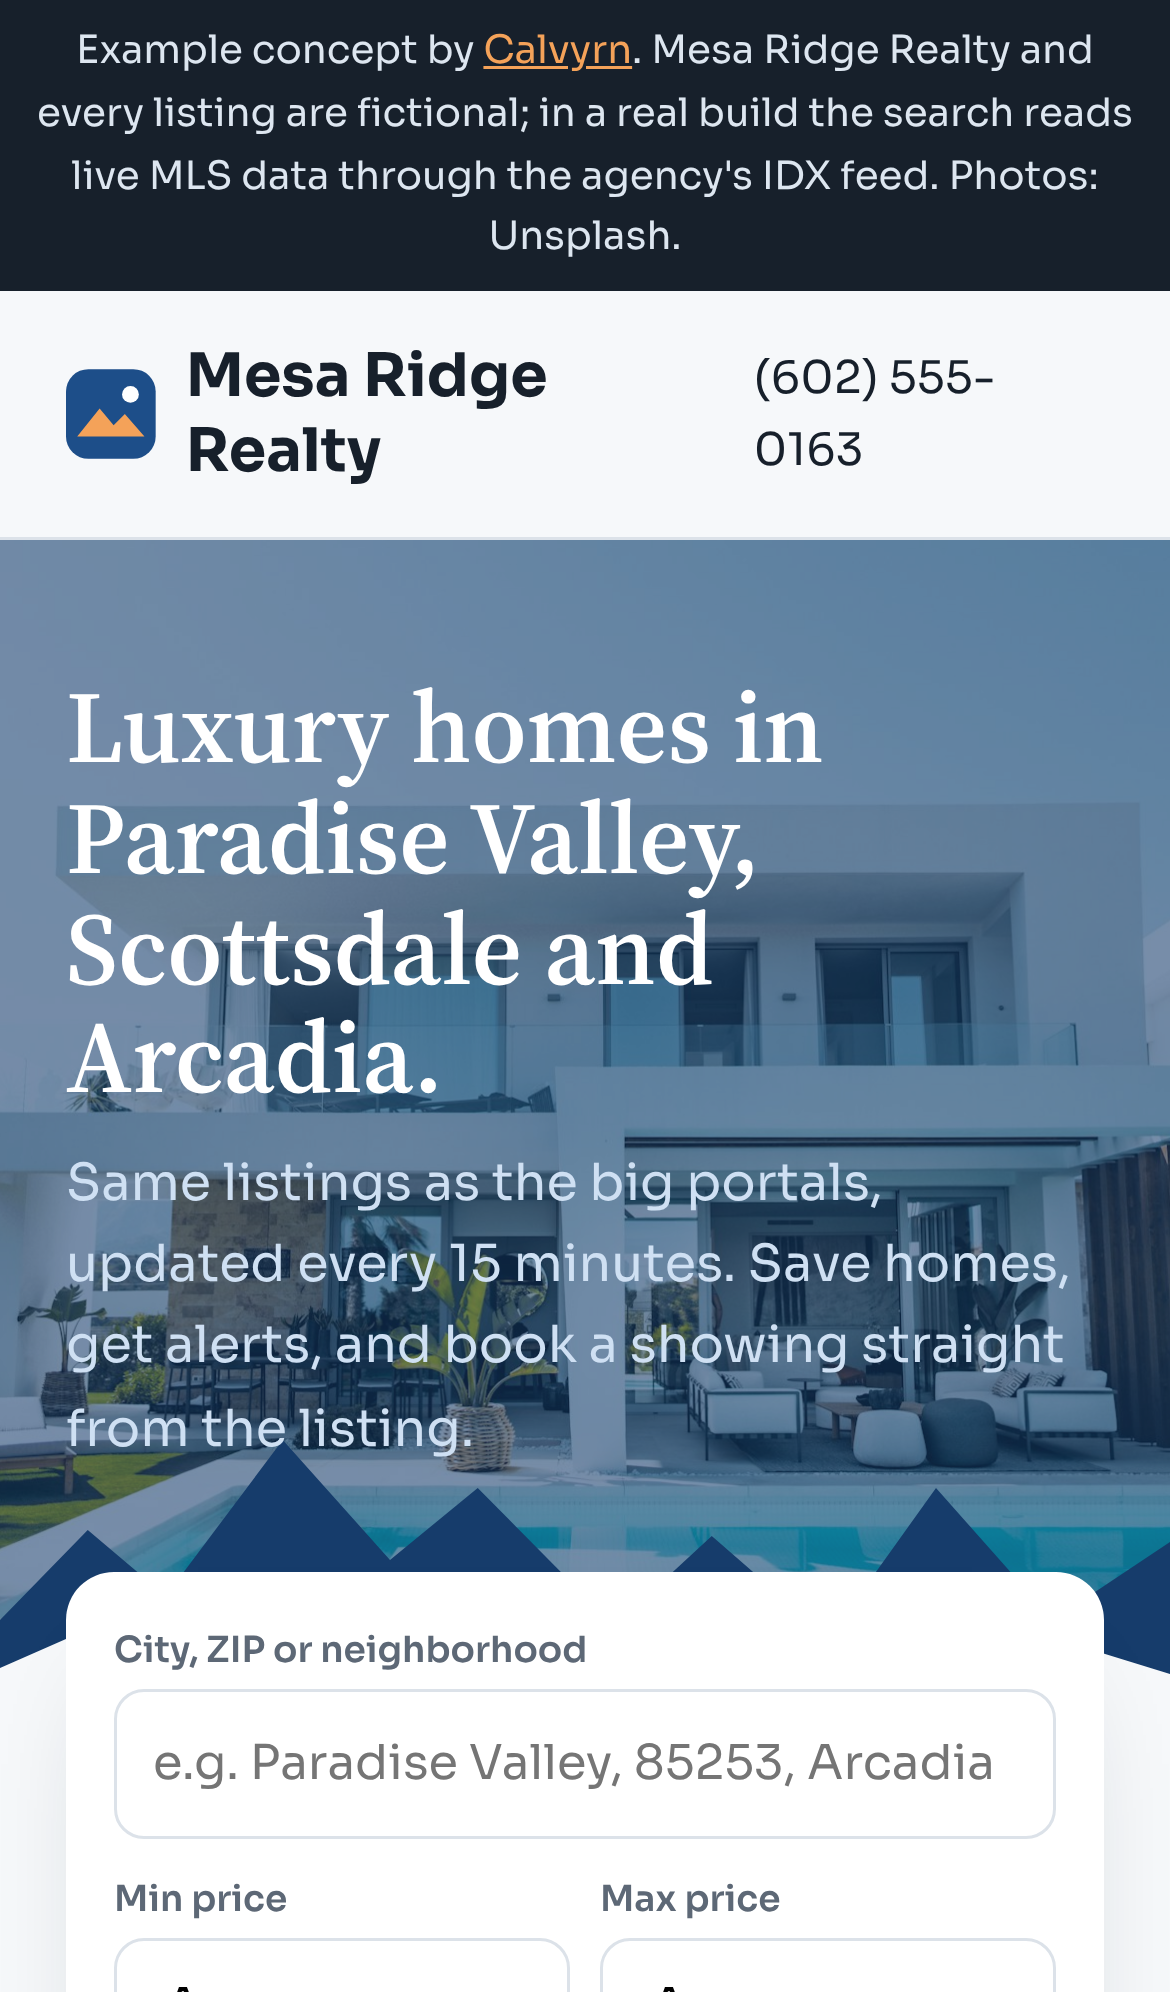 Example concept by Calvyrn. Mesa Ridge Realty and
every listing are fictional; in a real build the search reads
live MLS data through the agency's IDX feed. Photos:
Unsplash.
Mesa Ridge
Realty
(602) 555-
0163
Luxury homes in
Paradise Valley,
Scottsdale and
Arcadia.
Same listings as the big portals,
updated every 15 minutes. Save homes,
get alerts, and book a showing straight
from the listing.
City, ZIP or neighborhood
e.g. Paradise Valley, 85253, Arcadia
Min price
Max price